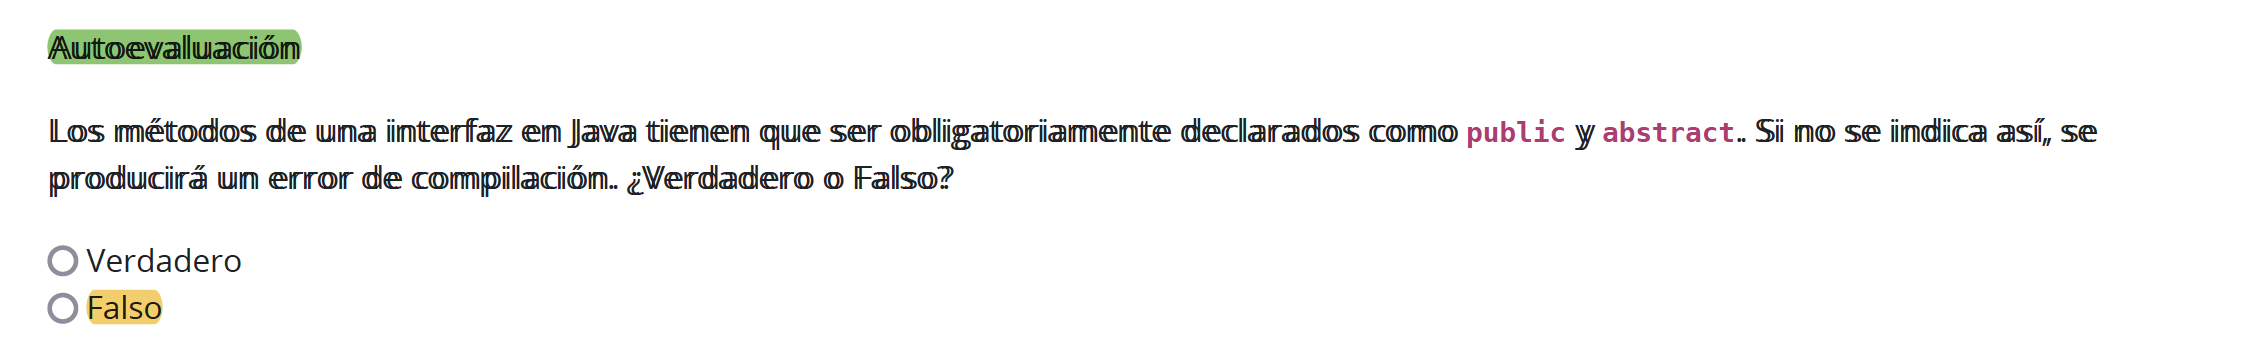 Autoevaluación
Los métodos de una interfaz en Java tienen que ser obligatoriamente declarados como public y abstract. Si no se indica así, se
producirá un error de compilación. ¿Verdadero o Falso?
Verdadero
Falso